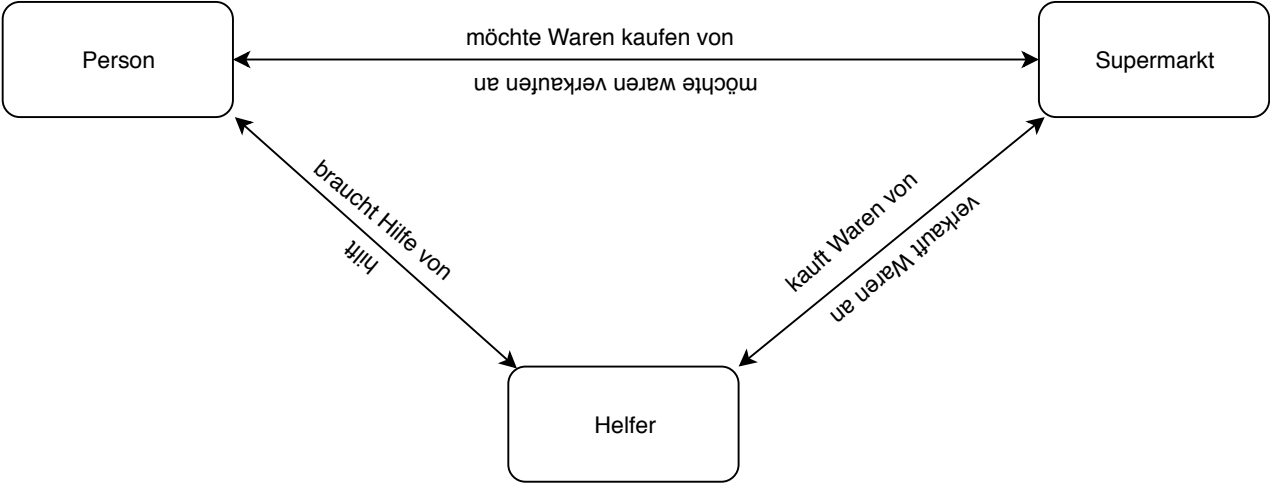 Person
möchte Waren kaufen von
möchte waren verkaufen an
Supermarkt
braucht Hilfe von
hilft
kauft Waren von
verkauft Waren an
Helfer